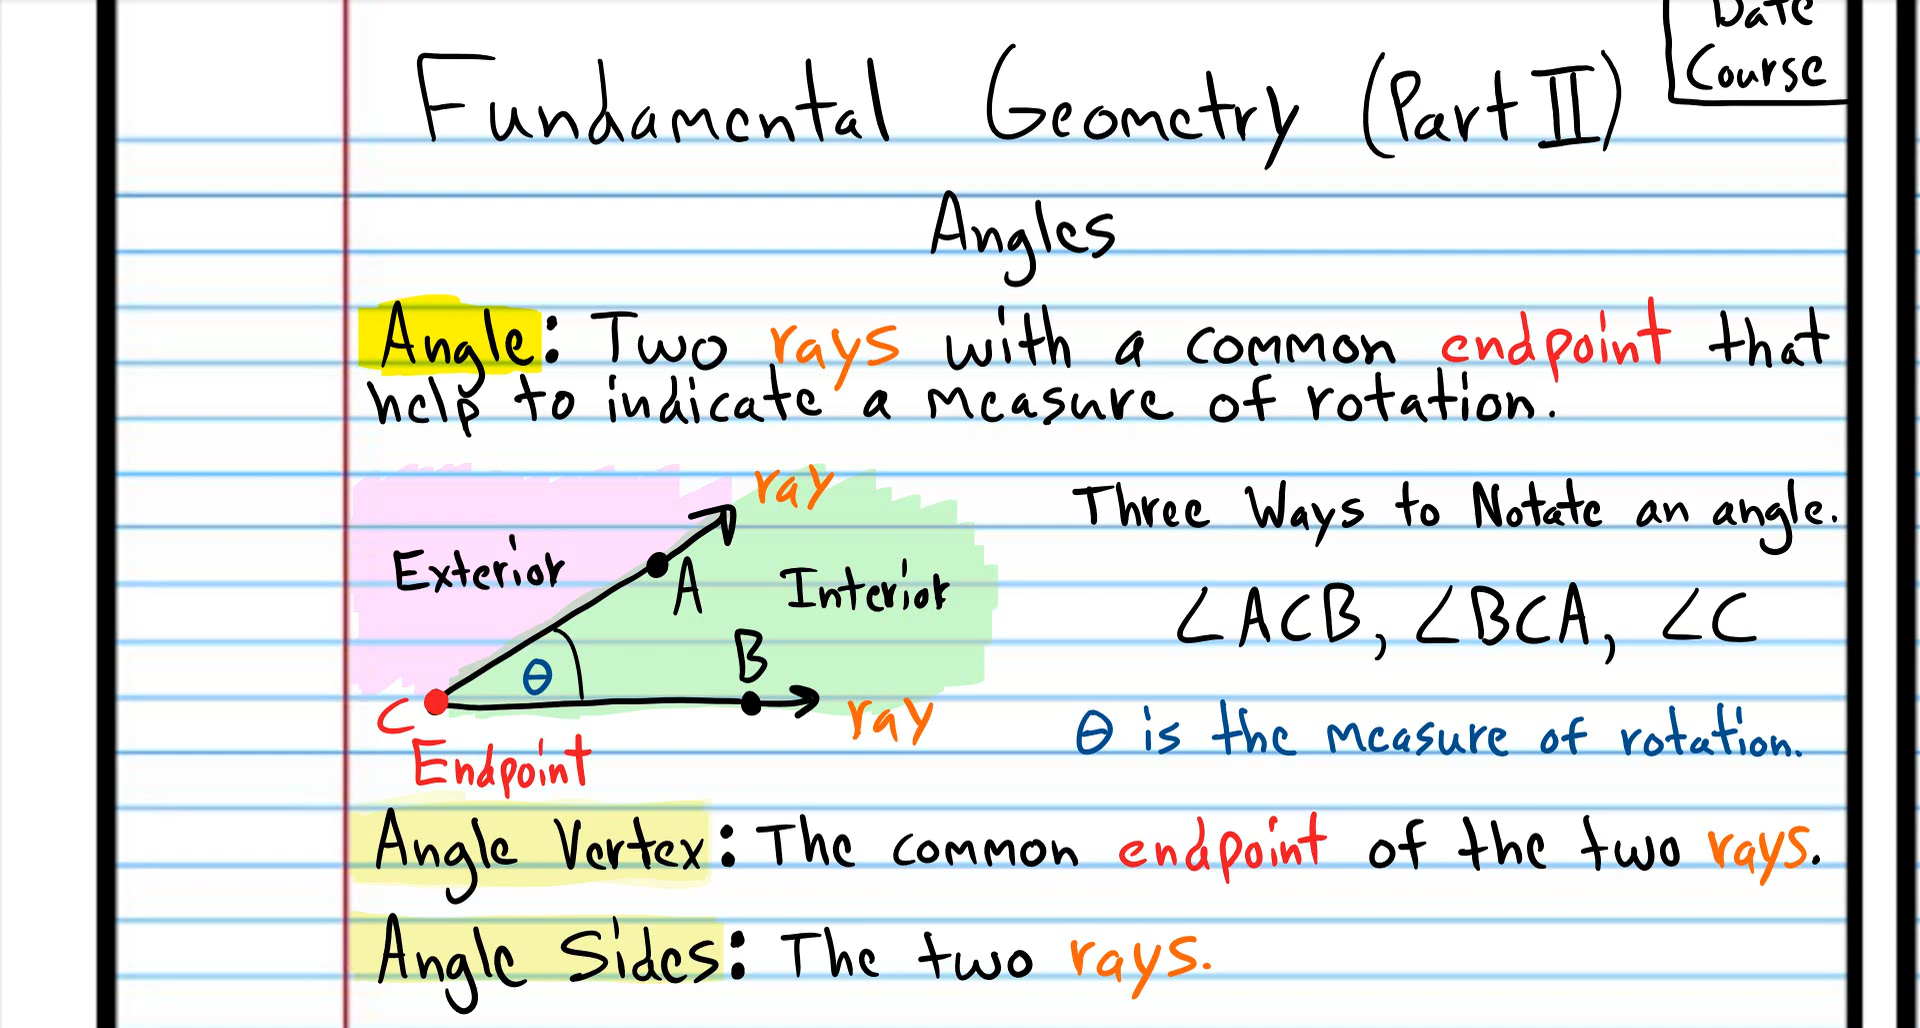 Date
Course
Fundamental Geometry (Part II)
Angles
Angle: Two rays with a common endpoint that
help to indicate a measure of rotation.
ray
Three Ways to Notate an angle.
Exterior
A
Interior
∠ACB, ∠BCA, ∠C
B
θ
C
ray
θ is the measure of rotation.
Endpoint
Angle Vertex: The common endpoint of the two rays.
Angle Sides: The two rays.